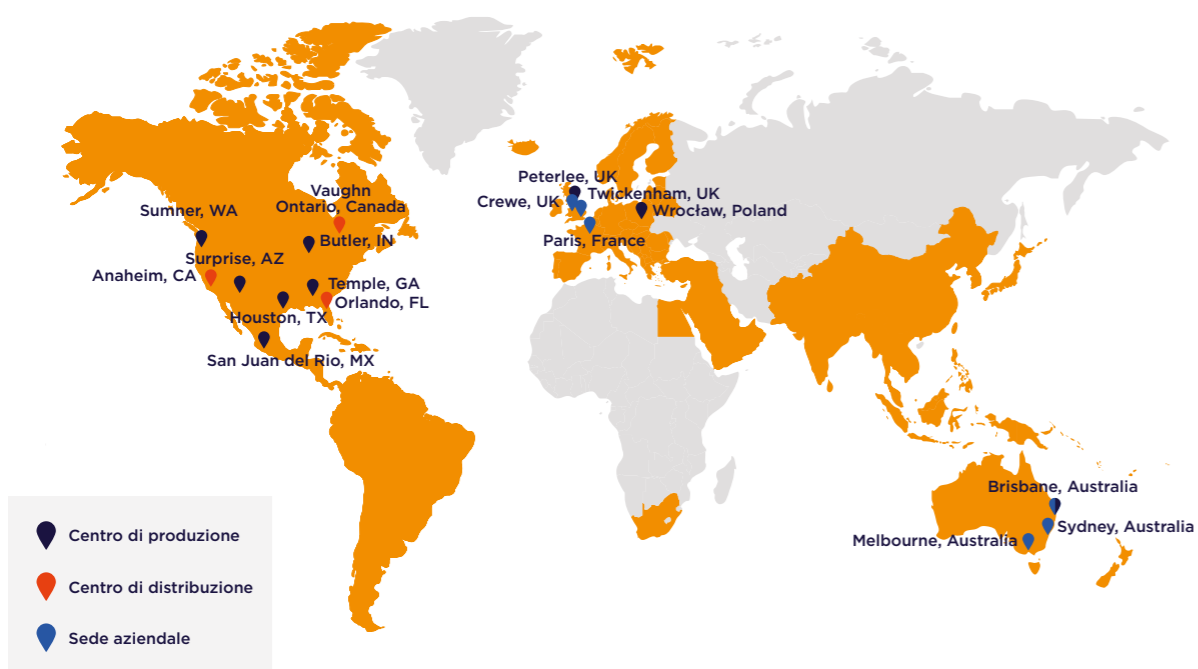 Vaughn
Ontario, Canada
Sumner, WA
Butler, IN
Surprise, AZ
Anaheim, CA
Temple, GA
Orlando, FL
Houston, TX
San Juan del Rio, MX
Peterlee, UK
Twickenham, UK
Crewe, UK
Wrocław, Poland
Paris, France
Brisbane, Australia
Sydney, Australia
Melbourne, Australia
Centro di produzione
Centro di distribuzione
Sede aziendale